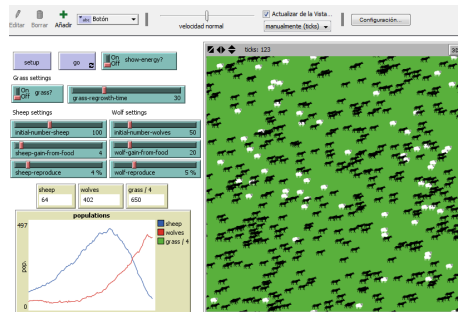 Editar Borrar Añadir
Botón
velocidad normal
Actualizar de la Vista...
manualmente (ticks)
Configuración...
ticks: 123
setup
go
On
Off
show-energy?
Grass settings
On
Off
grass?
grass-regrowth-time 30
Sheep settings
Wolf settings
initial-number-sheep 100
initial-number-wolves 50
sheep-gain-from-food 4
wolf-gain-from-food 20
sheep-reproduce 4 %
wolf-reproduce 5 %
sheep
64
wolves
402
grass / 4
650
populations
497
pop.
0
sheep
wolves
grass / 4